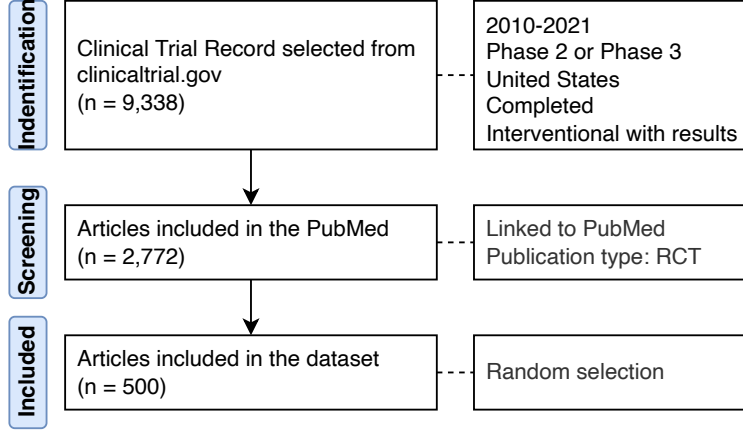 Indentification
Clinical Trial Record selected from
clinicaltrial.gov
(n = 9,338)
2010-2021
Phase 2 or Phase 3
United States
Completed
Interventional with results
Screening
Articles included in the PubMed
(n = 2,772)
Linked to PubMed
Publication type: RCT
Included
Articles included in the dataset
(n = 500)
Random selection